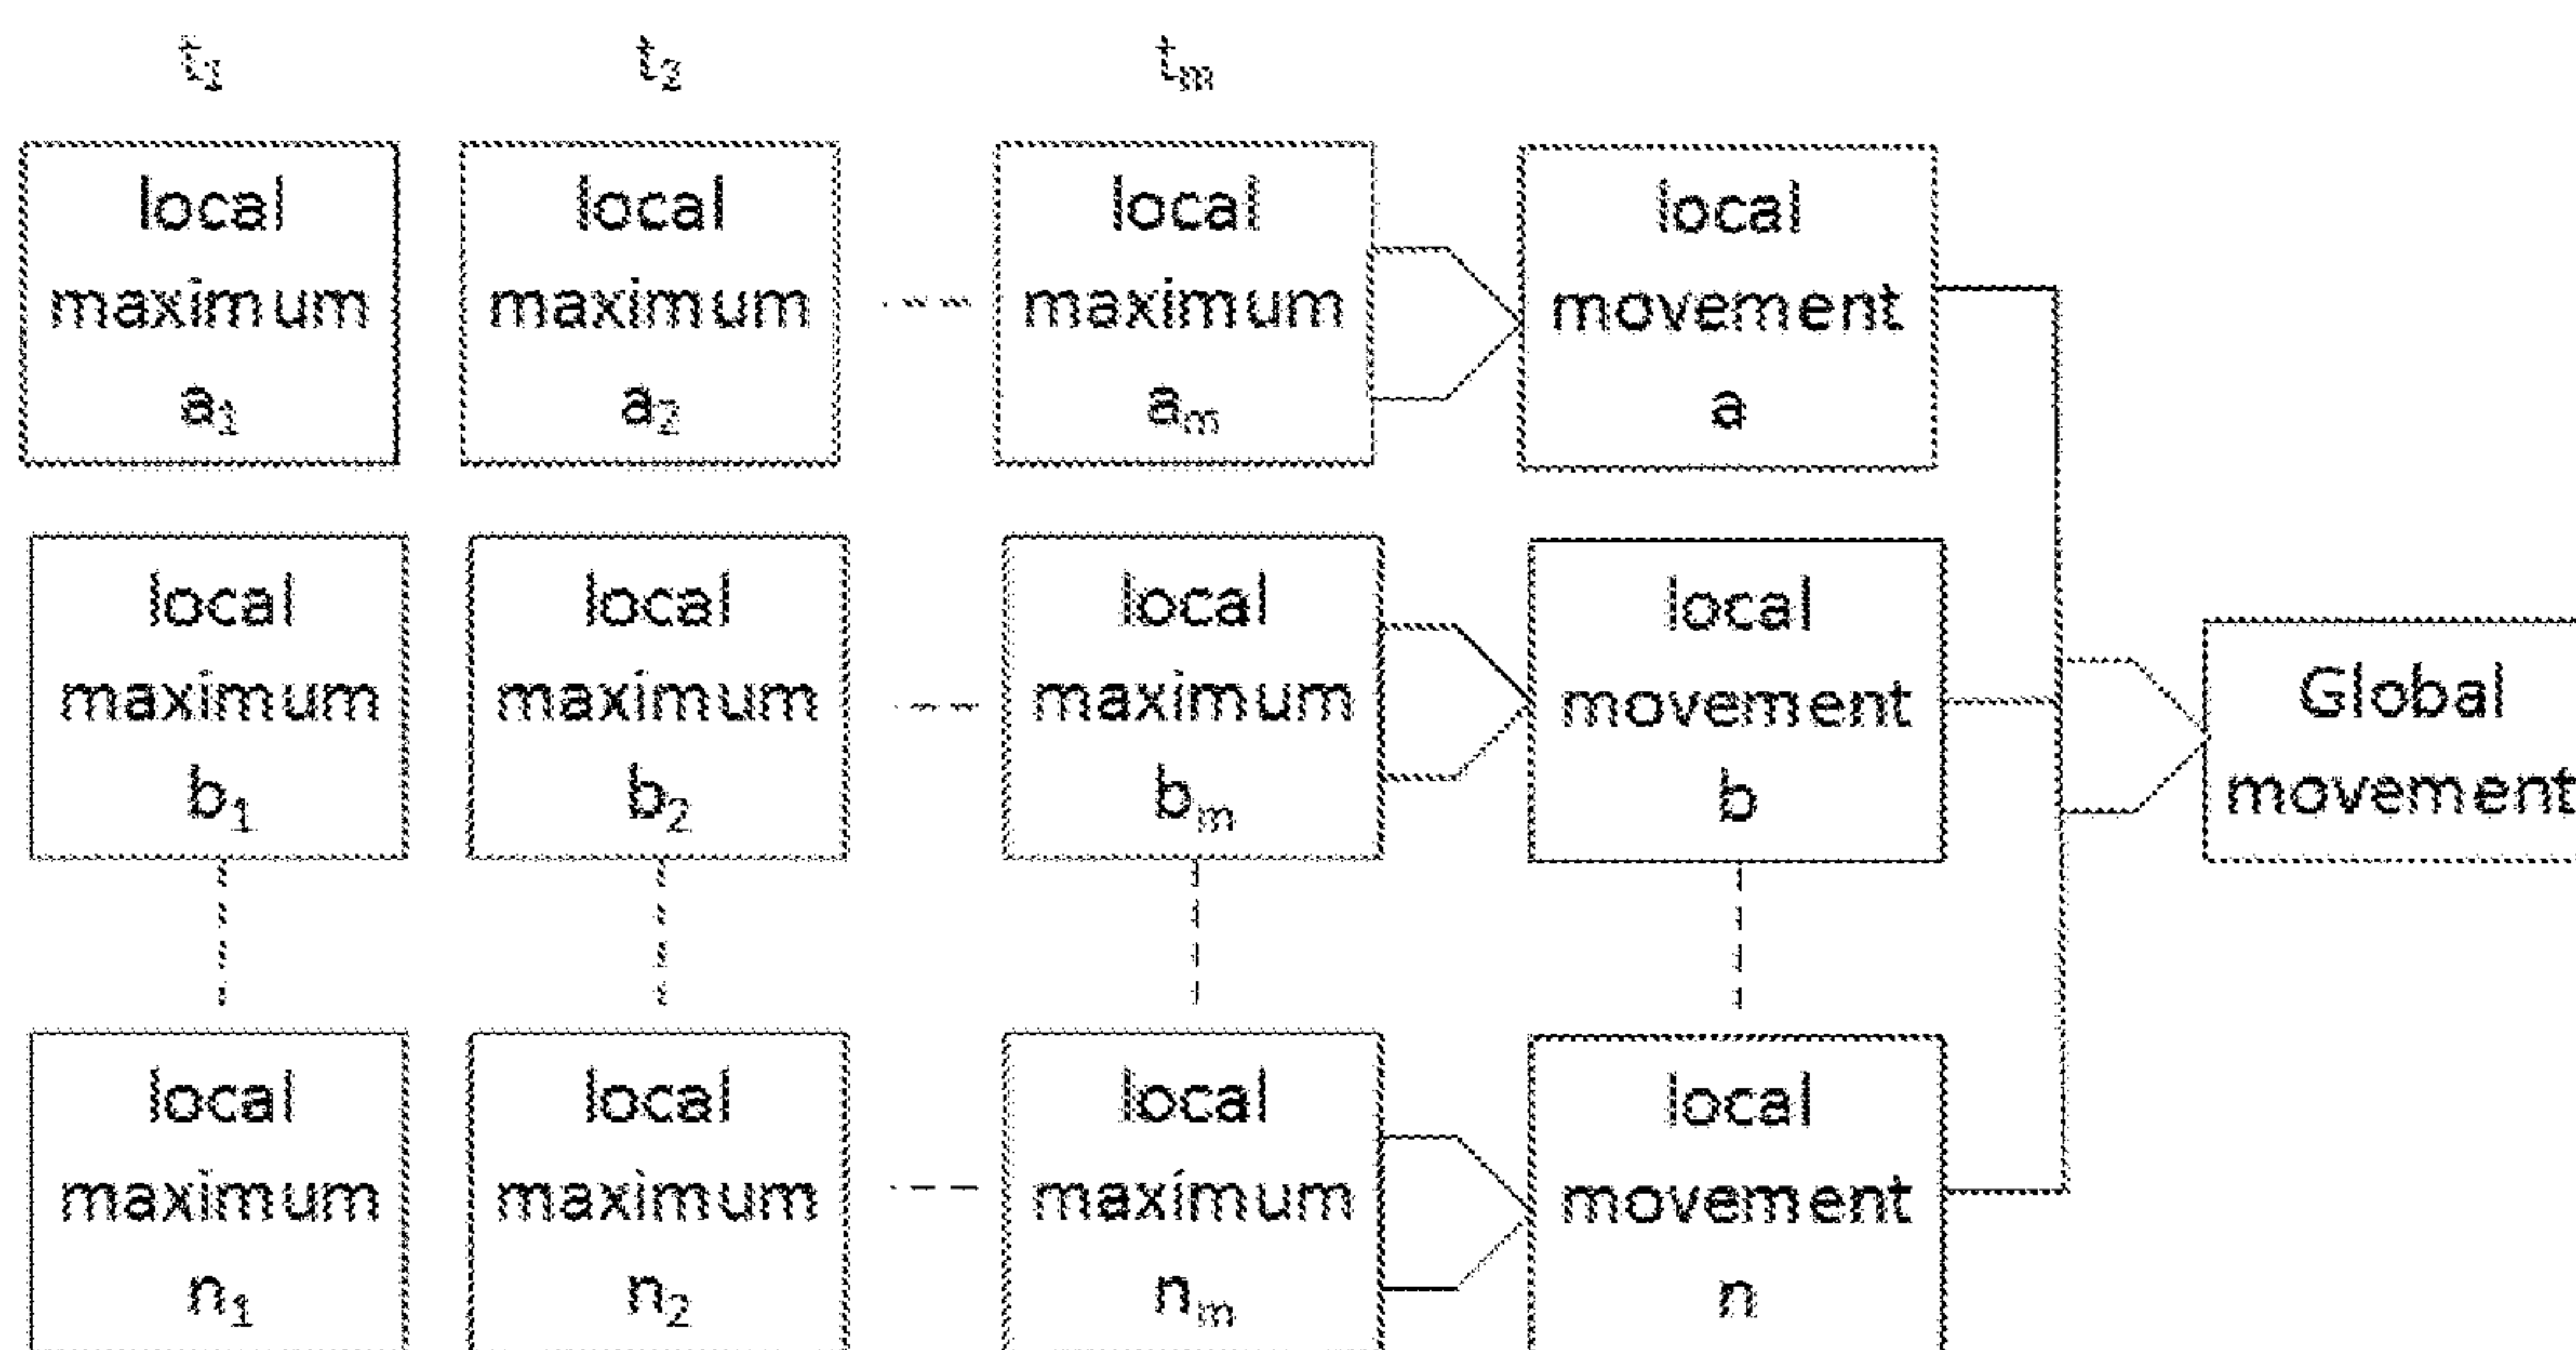 t₁ t₂ tₘ
local local local local
maximum maximum maximum movement
a₁ a₂ aₘ a
local local local local
maximum maximum maximum movement
b₁ b₂ bₘ b
Global
movement
local local local local
maximum maximum maximum movement
n₁ n₂ nₘ n